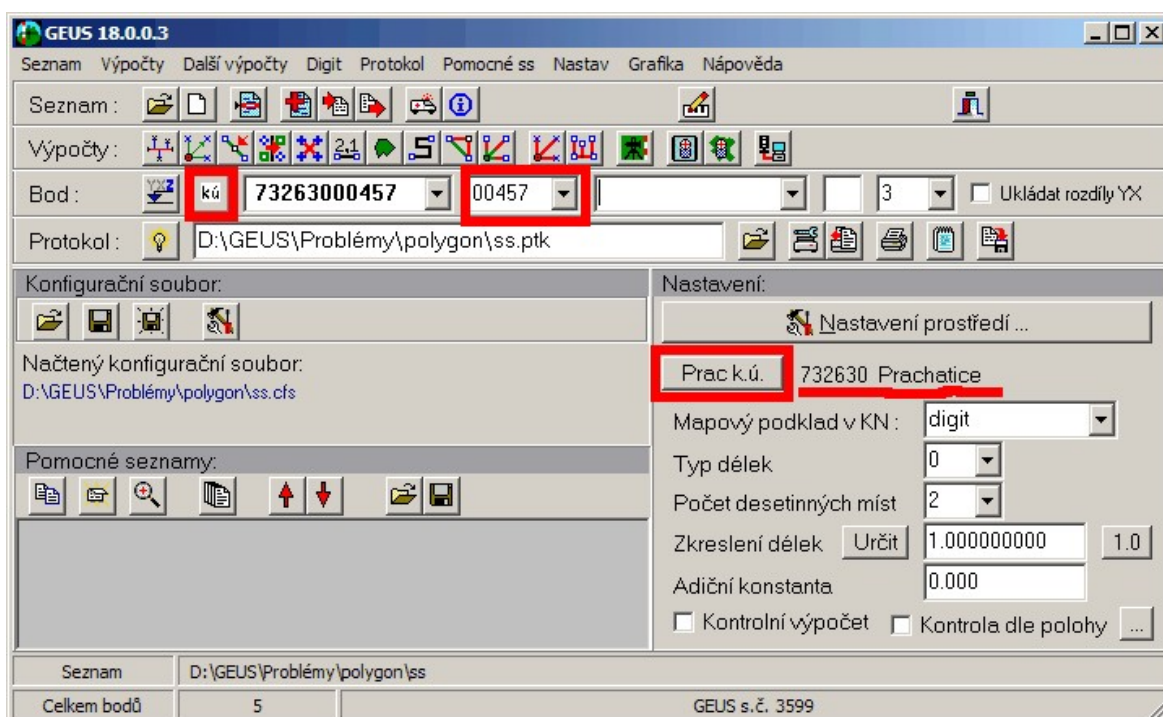 GEUS 18.0.0.3
Seznam Výpočty Další výpočty Digit Protokol Pomocné ss Nastav Grafika Nápověda
Seznam :
Výpočty : 2.1
Bod : YXZ kú 73263000457 00457 3 Ukládat rozdíly YX
Protokol : D:\GEUS\Problémy\polygon\ss.ptk
Konfigurační soubor:
Načtený konfigurační soubor:
D:\GEUS\Problémy\polygon\ss.cfs
Pomocné seznamy:
Nastavení:
Nastavení prostředí ...
Prac k.ú. 732630 Prachatice
Mapový podklad v KN : digit
Typ délek 0
Počet desetinných míst 2
Zkreslení délek Určit 1.000000000 1.0
Adiční konstanta 0.000
Kontrolní výpočet Kontrola dle polohy ...
Seznam D:\GEUS\Problémy\polygon\ss
Celkem bodů 5 GEUS s.č. 3599